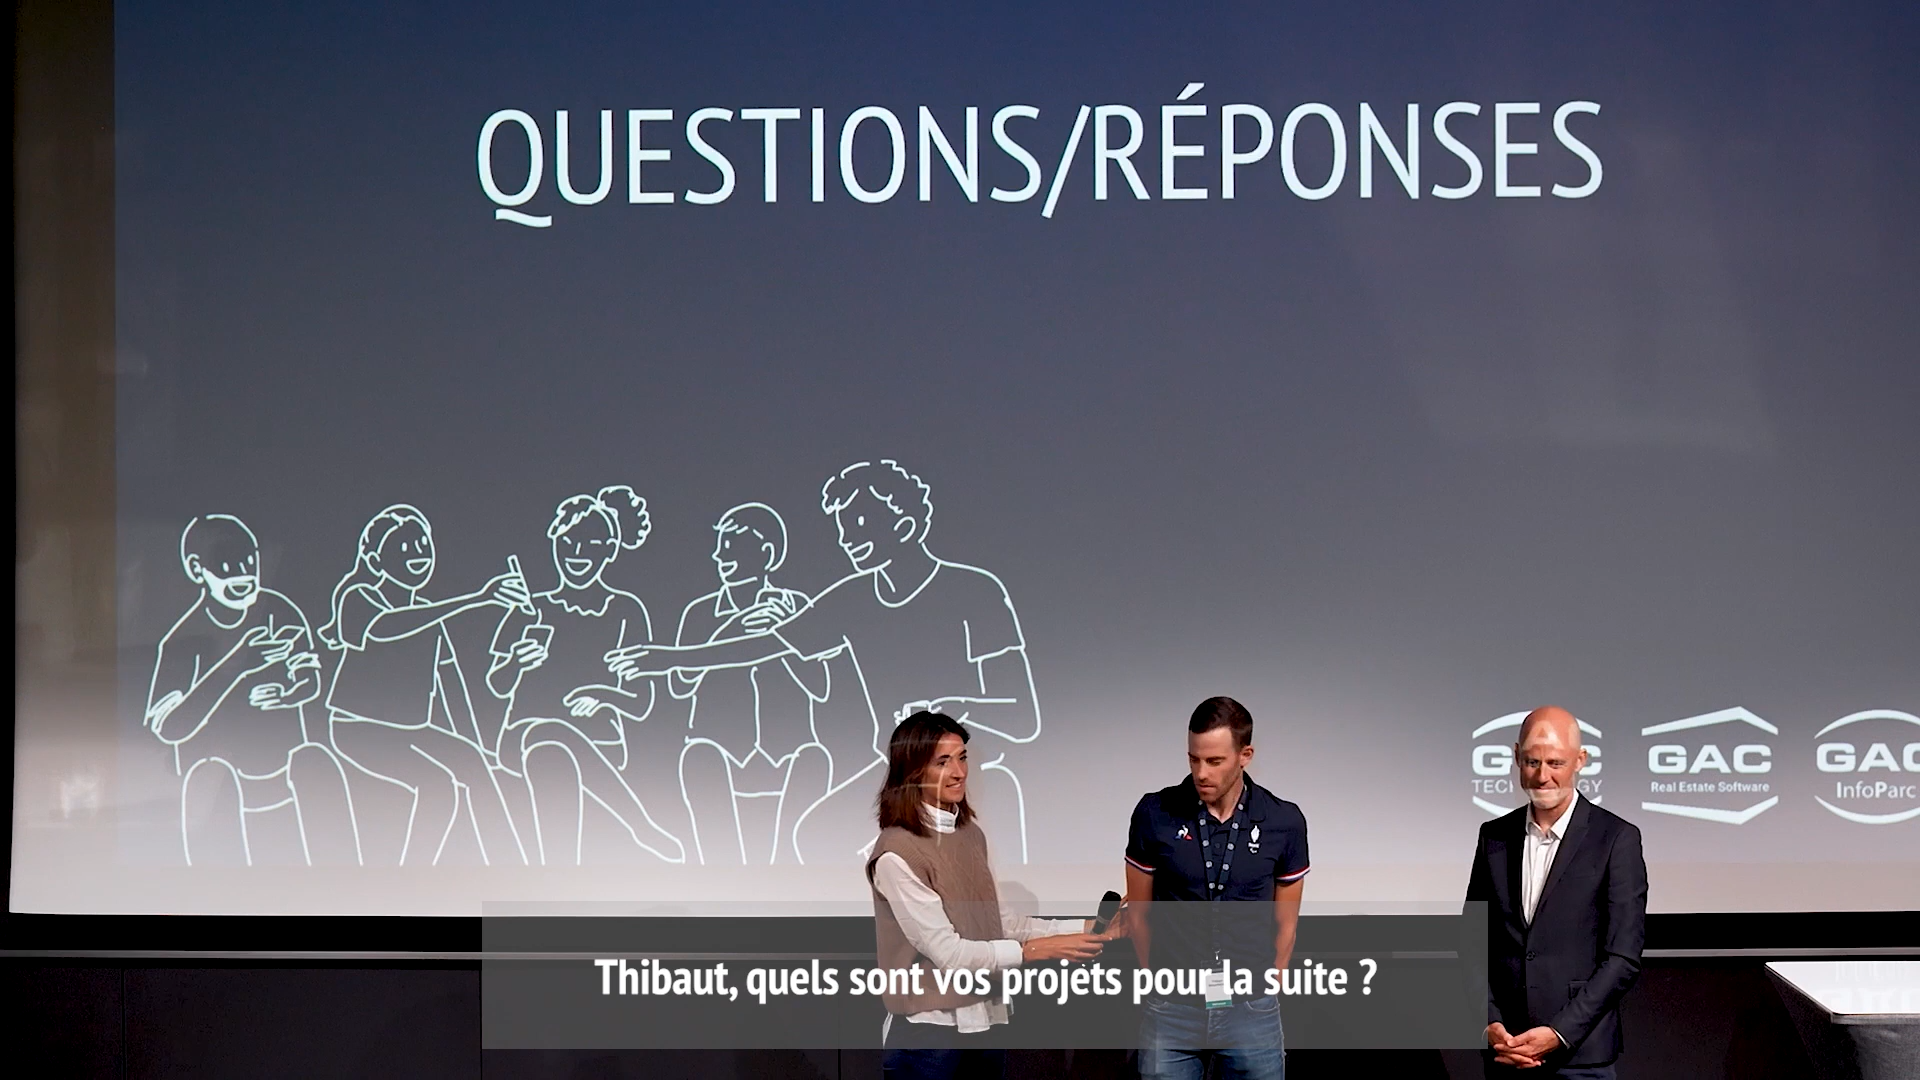 QUESTIONS/RÉPONSES
GAC
Real Estate Software
GAC
InfoParc
Thibaut, quels sont vos projets pour la suite ?